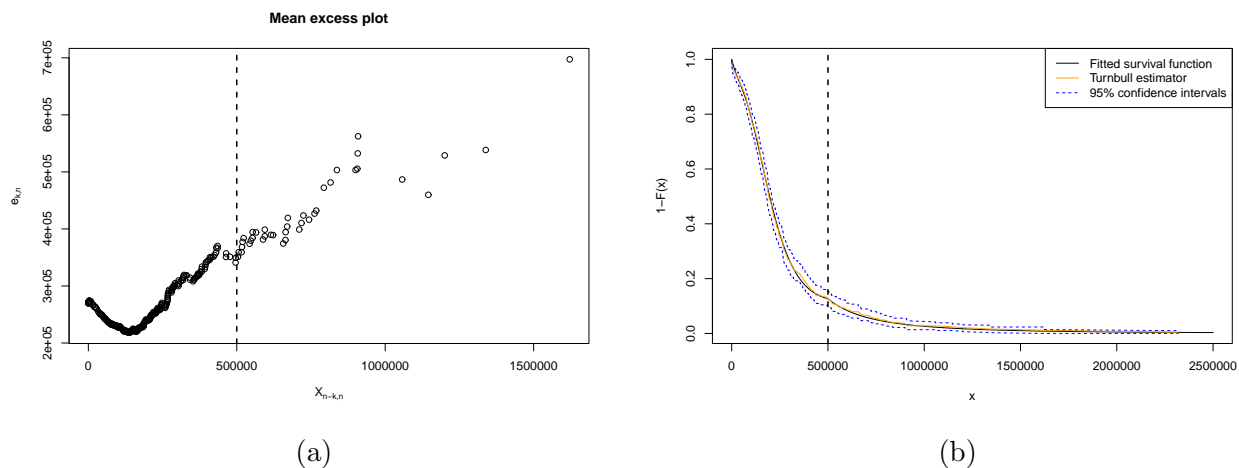 Mean excess plot
e_{k,n}
2e+05 3e+05 4e+05 5e+05 6e+05 7e+05
0 500000 1000000 1500000
X_{n−k,n}
(a)
Fitted survival function
Turnbull estimator
95% confidence intervals
1−F(x)
0.0 0.2 0.4 0.6 0.8 1.0
0 500000 1000000 1500000 2000000 2500000
x
(b)